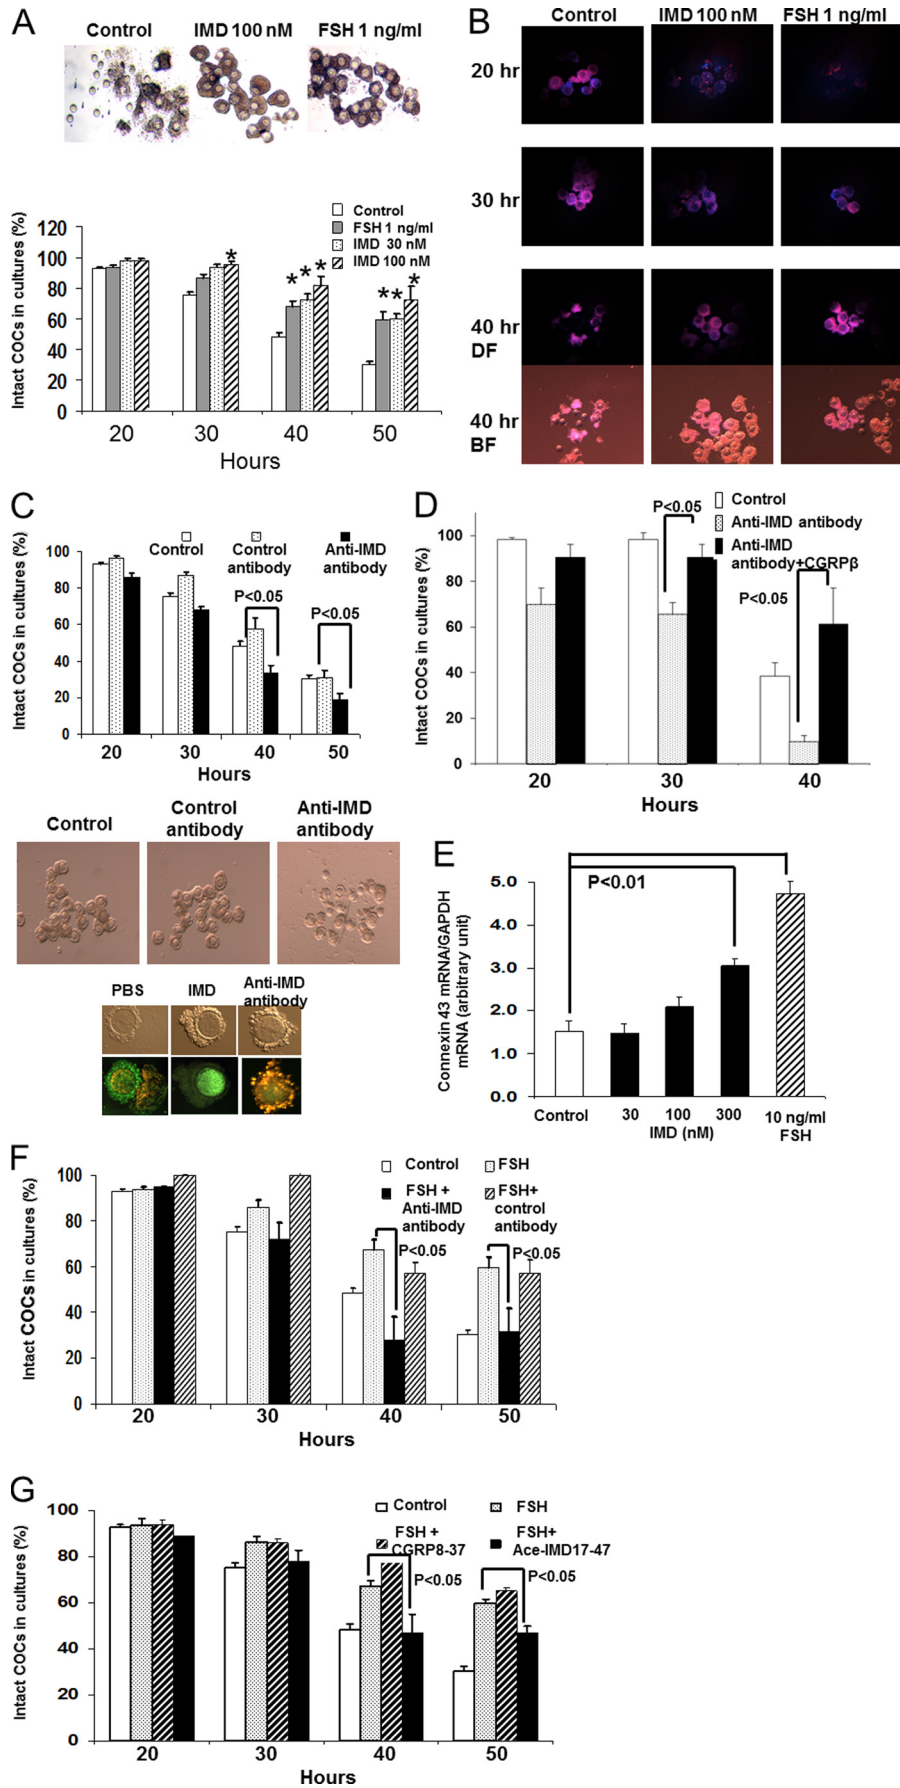 A
Control IMD 100 nM FSH 1 ng/ml
Intact COCs in cultures (%)
120
100
80
60
40
20
0
Control
FSH 1 ng/ml
IMD 30 nM
IMD 100 nM
*
* * *
* * *
20 30 40 50
Hours
B
Control IMD 100 nM FSH 1 ng/ml
20 hr
30 hr
40 hr
DF
40 hr
BF
C
Intact COCs in cultures (%)
100
80
60
40
20
0
Control
Control
antibody
Anti-IMD
antibody
P<0.05
P<0.05
20 30 40 50
Hours
Control
Control
antibody
Anti-IMD
antibody
PBS
IMD
Anti-IMD
antibody
D
Intact COCs in cultures (%)
100
80
60
40
20
0
Control
Anti-IMD antibody
Anti-IMD
antibody+CGRPβ
P<0.05
P<0.05
20 30 40
Hours
E
Connexin 43 mRNA/GAPDH
mRNA (arbitrary unit)
5.0
4.0
3.0
2.0
1.0
0.0
P<0.01
Control
30 100 300
IMD (nM)
10 ng/ml
FSH
F
Intact COCs in cultures (%)
100
80
60
40
20
0
Control
FSH
FSH +
Anti-IMD
antibody
FSH+
control
antibody
P<0.05
P<0.05
20 30 40 50
Hours
G
Intact COCs in cultures (%)
100
80
60
40
20
0
Control
FSH
FSH +
CGRP8-37
FSH+
Ace-IMD17-47
P<0.05
P<0.05
20 30 40 50
Hours